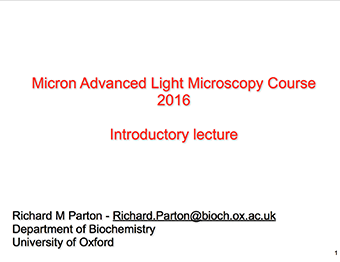 Micron Advanced Light Microscopy Course
2016
Introductory lecture
Richard M Parton - Richard.Parton@bioch.ox.ac.uk
Department of Biochemistry
University of Oxford
1